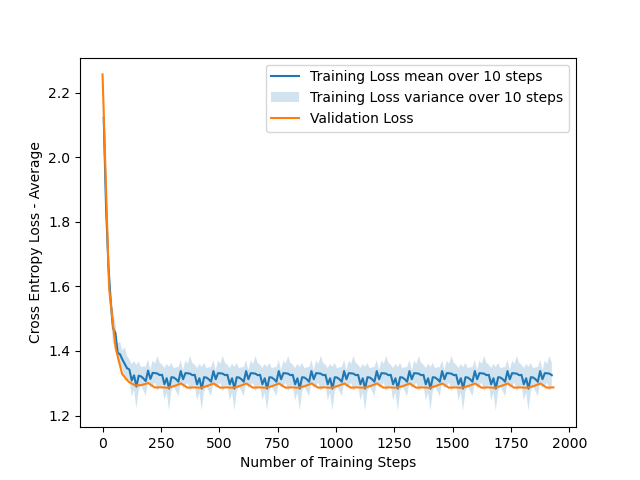 Training Loss mean over 10 steps
Training Loss variance over 10 steps
Validation Loss
Cross Entropy Loss - Average
2.2
2.0
1.8
1.6
1.4
1.2
0 250 500 750 1000 1250 1500 1750 2000
Number of Training Steps